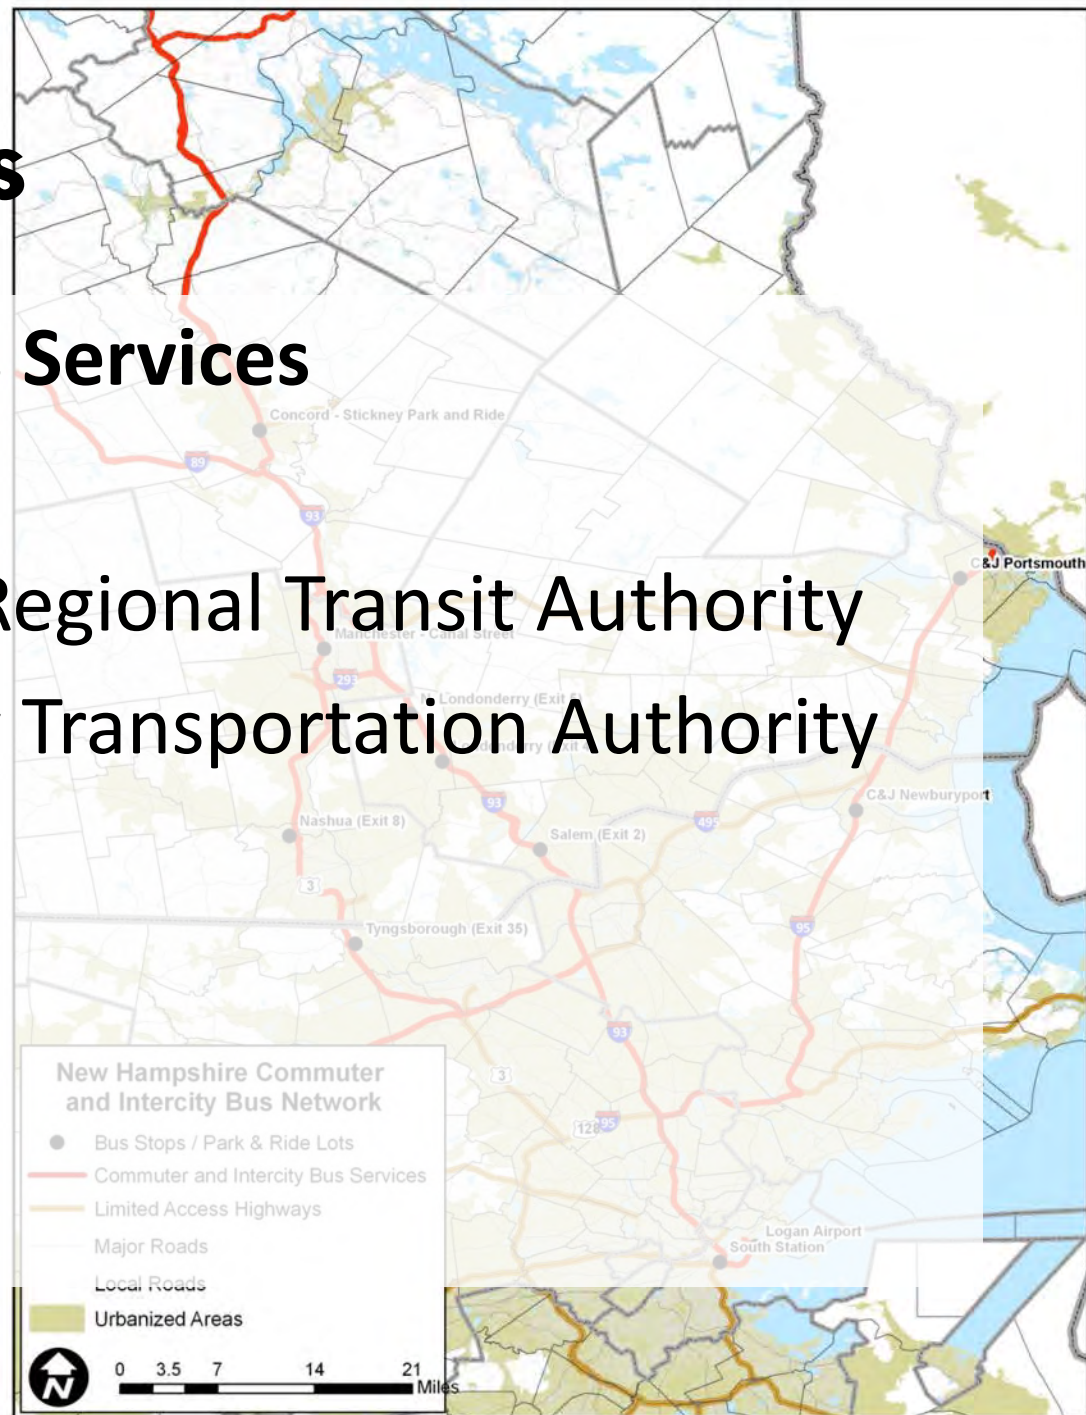 s
Services
Concord - Stickney Park and Ride
89
93
C&J Portsmouth
Regional Transit Authority
Manchester - Canal Street
293
N. Londonderry (Exit 5)
Transportation Authority
C&J Newburyport
93
495
Nashua (Exit 8)
Salem (Exit 2)
3
95
Tyngsborough (Exit 35)
93
New Hampshire Commuter
and Intercity Bus Network
3
Bus Stops / Park & Ride Lots
128
95
Commuter and Intercity Bus Services
Limited Access Highways
Major Roads
Logan Airport
South Station
Local Roads
Urbanized Areas
N
0 3.5 7 14 21
Miles